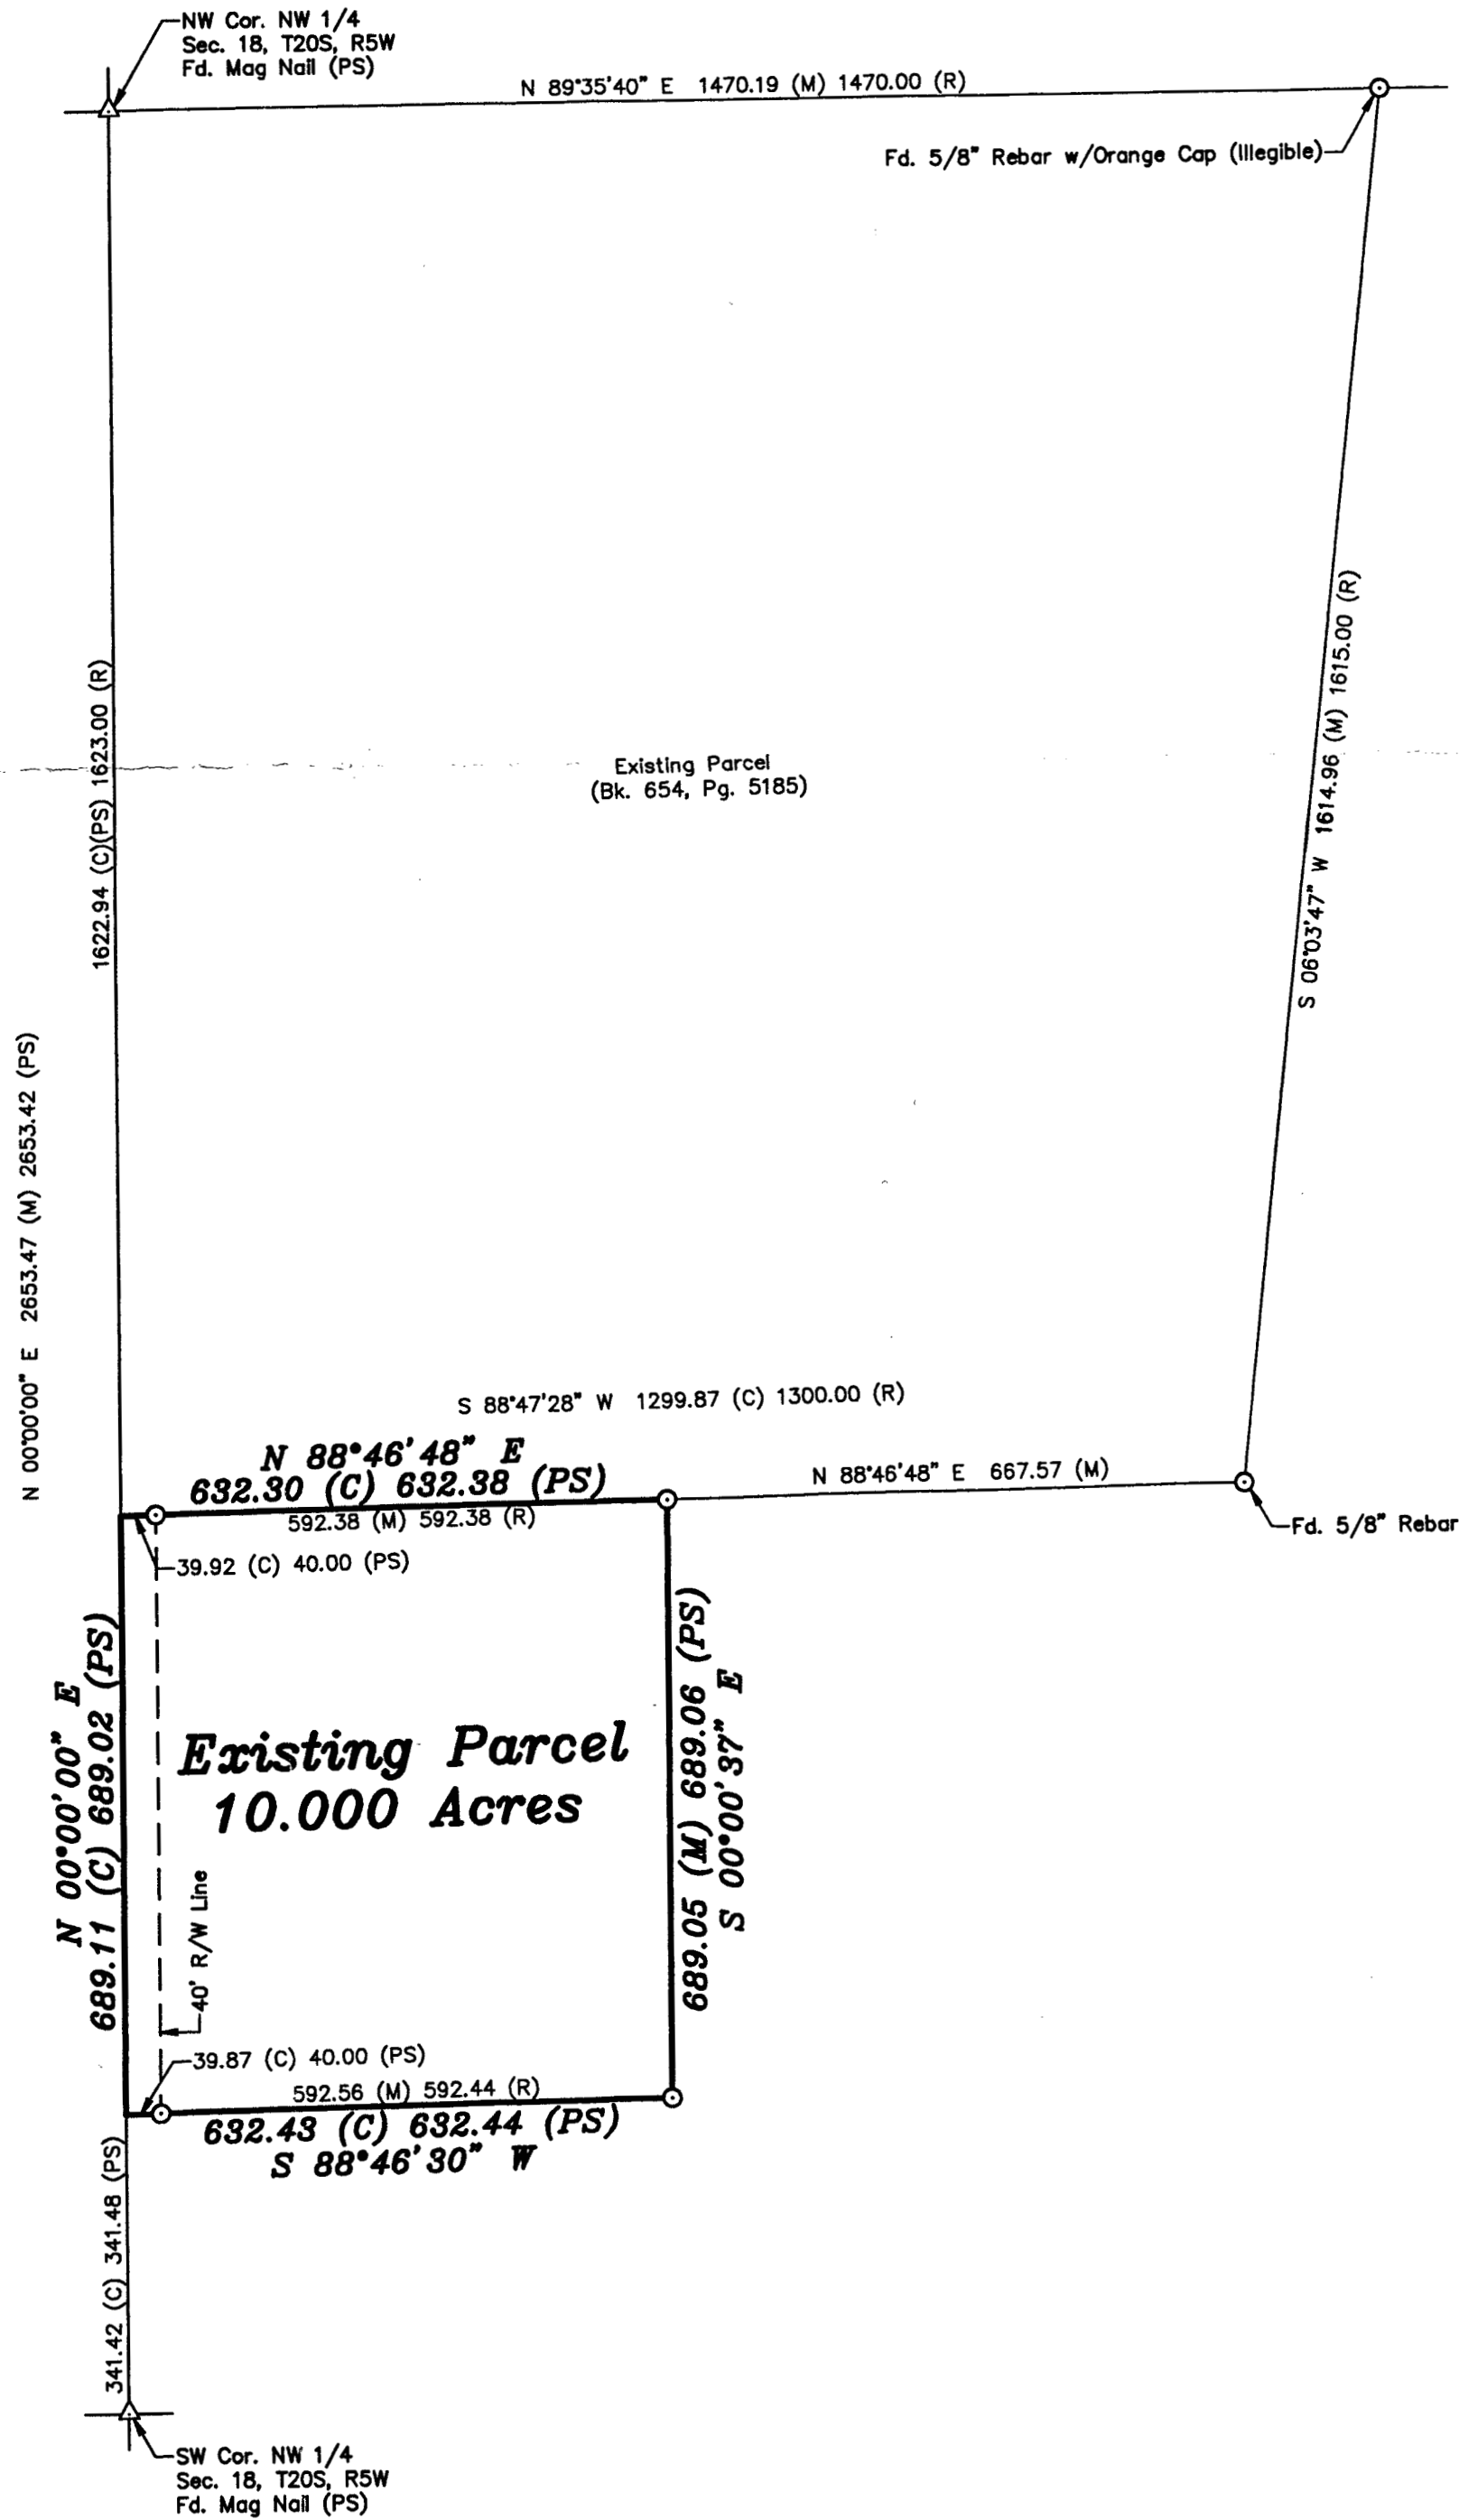 NW Cor. NW 1/4
Sec. 18, T20S, R5W
Fd. Mag Nail (PS)
N 89°35'40" E 1470.19 (M) 1470.00 (R)
Fd. 5/8" Rebar w/Orange Cap (Illegible)
1622.94 (C)(PS) 1623.00 (R)
Existing Parcel
(Bk. 654, Pg. 5185)
S 06°03'47" W 1614.96 (M) 1615.00 (R)
N 00°00'00" E 2653.47 (M) 2653.42 (PS)
S 88°47'28" W 1299.87 (C) 1300.00 (R)
N 88°46'48" E
632.30 (C) 632.38 (PS)
N 88°46'48" E 667.57 (M)
592.38 (M) 592.38 (R)
Fd. 5/8" Rebar
39.92 (C) 40.00 (PS)
N 00°00'00" E
689.11 (C) 689.02 (PS)
Existing Parcel
10.000 Acres
689.05 (M) 689.06 (PS)
S 00°00'37" E
40' R/W Line
39.87 (C) 40.00 (PS)
592.56 (M) 592.44 (R)
632.43 (C) 632.44 (PS)
S 88°46'30" W
341.42 (C) 341.48 (PS)
SW Cor. NW 1/4
Sec. 18, T20S, R5W
Fd. Mag Nail (PS)